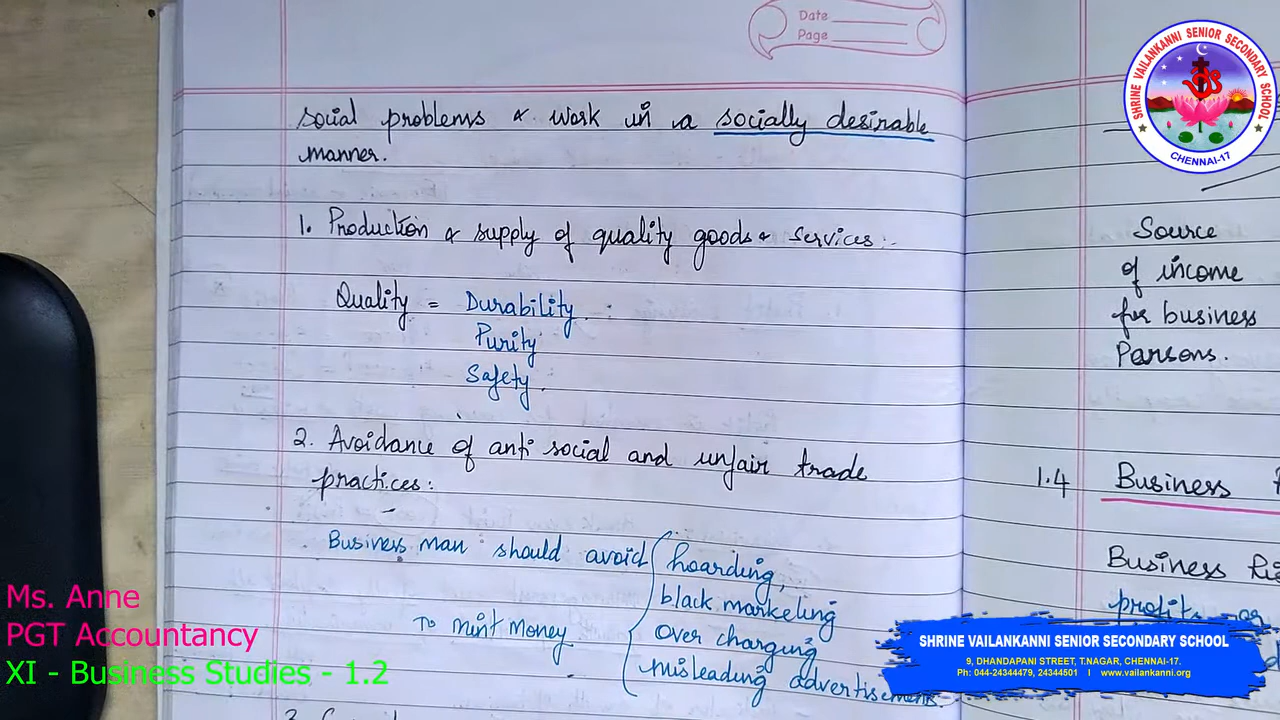 Date
Page
social problems & work in a socially desirable
manner.
1. Production & supply of quality goods & services:-
Quality = Durability.
Purity
Safety.
2. Avoidance of anti social and unfair trade
practices:
Business man should avoid hoarding,
black marketing
To mint money
over charging
misleading advertisements.
Source
of income
for business
Persons.
1.4 Business
Business
profits or
SHRINE VAILANKANNI SENIOR SECONDARY SCHOOL
CHENNAI-17
Ms. Anne
PGT Accountancy
XI - Business Studies - 1.2
SHRINE VAILANKANNI SENIOR SECONDARY SCHOOL
9, DHANDAPANI STREET, T.NAGAR, CHENNAI-17.
Ph: 044-24344479, 24344501 I www.vailankanni.org